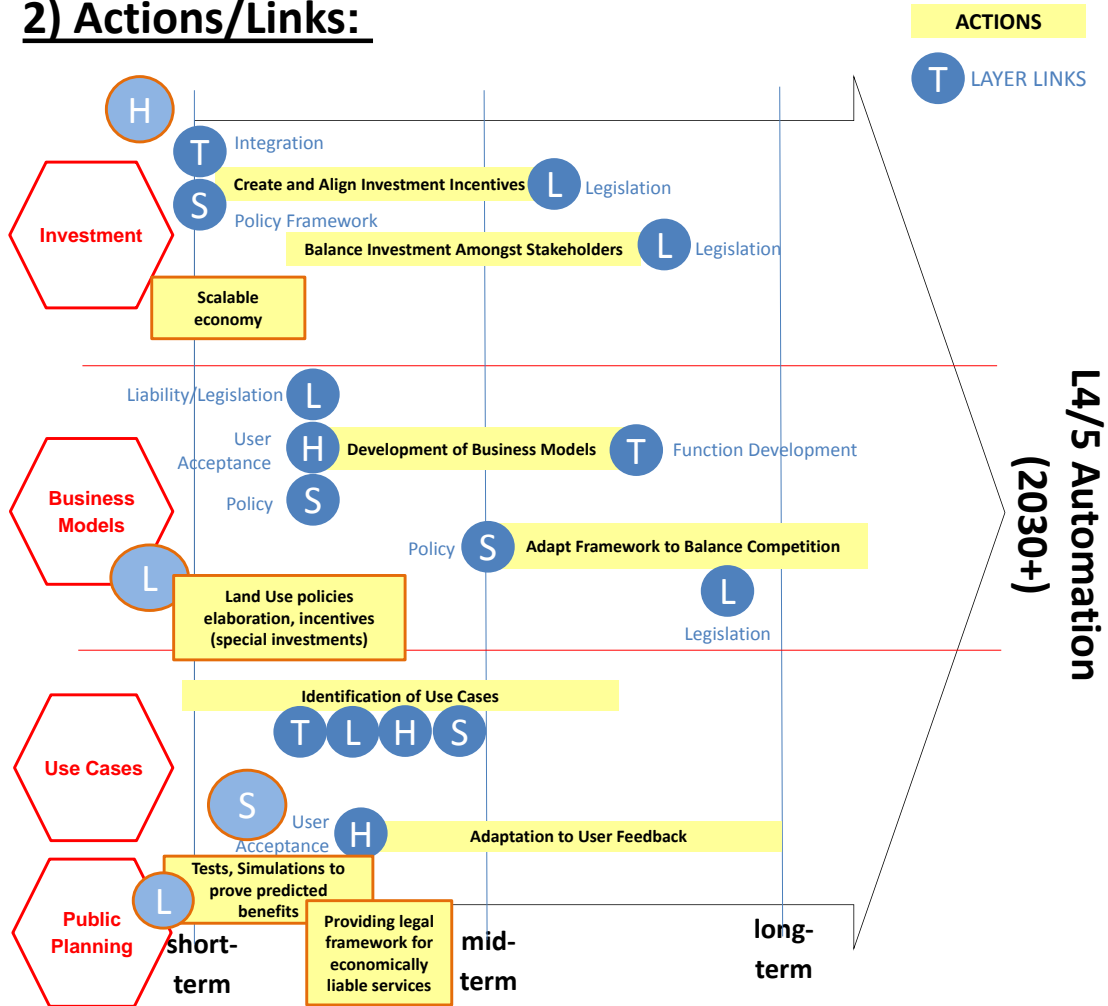 2) Actions/Links:
ACTIONS
T
LAYER LINKS
H
T
Integration
Create and Align Investment Incentives
L
Legislation
S
Policy Framework
Investment
Balance Investment Amongst Stakeholders
L
Legislation
Scalable
economy
Liability/Legislation
L
User
Acceptance
H
Development of Business Models
T
Function Development
Policy
S
Business
Models
Policy
S
Adapt Framework to Balance Competition
L
Land Use policies
elaboration, incentives
(special investments)
L
Legislation
L4/5 Automation
(2030+)
Identification of Use Cases
T
L
H
S
Use Cases
S
User
Acceptance
H
Adaptation to User Feedback
Tests, Simulations to
prove predicted
benefits
L
Public
Planning
Providing legal
framework for
economically
liable services
short-
term
mid-
term
long-
term